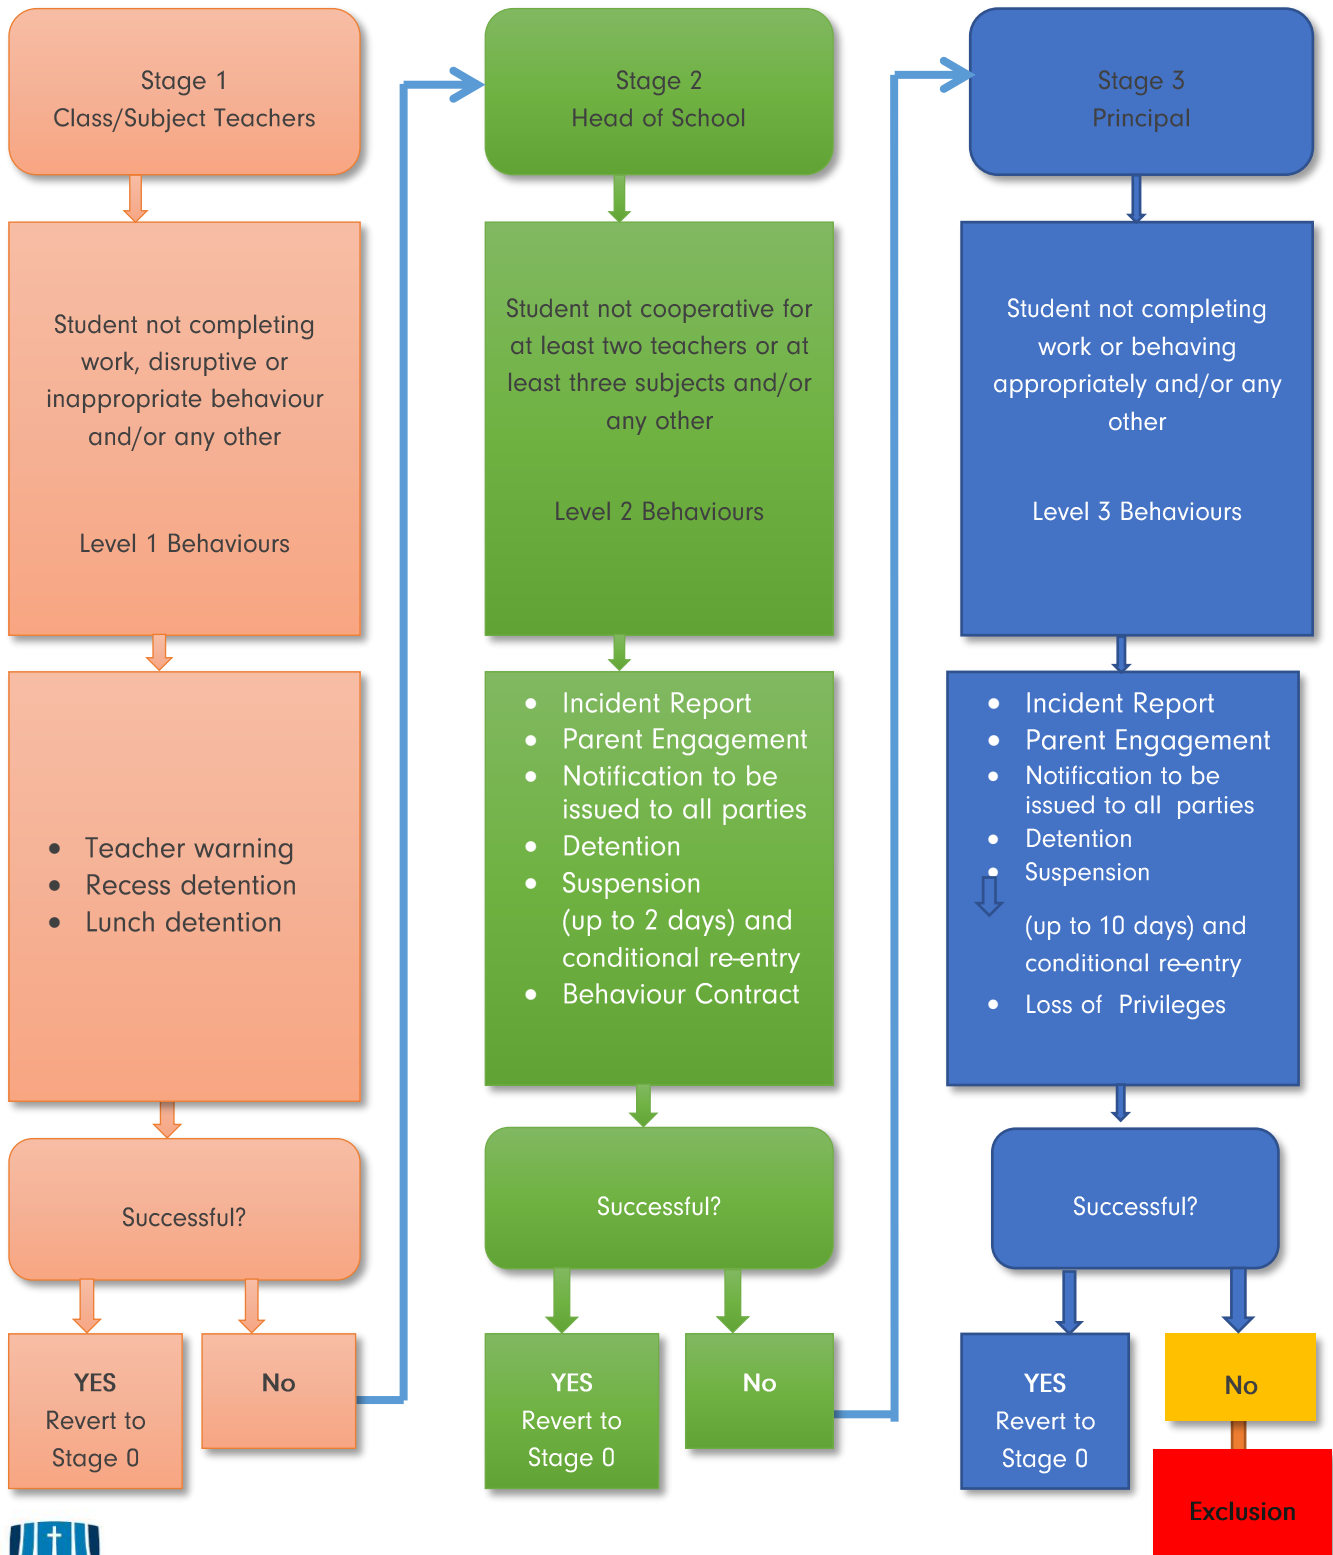 Stage 1
Class/Subject Teachers
Student not completing
work, disruptive or
inappropriate behaviour
and/or any other
Level 1 Behaviours
• Teacher warning
• Recess detention
• Lunch detention
Successful?
YES
Revert to
Stage 0
No
Stage 2
Head of School
Student not cooperative for
at least two teachers or at
least three subjects and/or
any other
Level 2 Behaviours
• Incident Report
• Parent Engagement
• Notification to be
issued to all parties
• Detention
• Suspension
(up to 2 days) and
conditional re-entry
• Behaviour Contract
Successful?
YES
Revert to
Stage 0
No
Stage 3
Principal
Student not completing
work or behaving
appropriately and/or any
other
Level 3 Behaviours
• Incident Report
• Parent Engagement
• Notification to be
issued to all parties
• Detention
• Suspension
(up to 10 days) and
conditional re-entry
• Loss of Privileges
Successful?
YES
Revert to
Stage 0
No
Exclusion